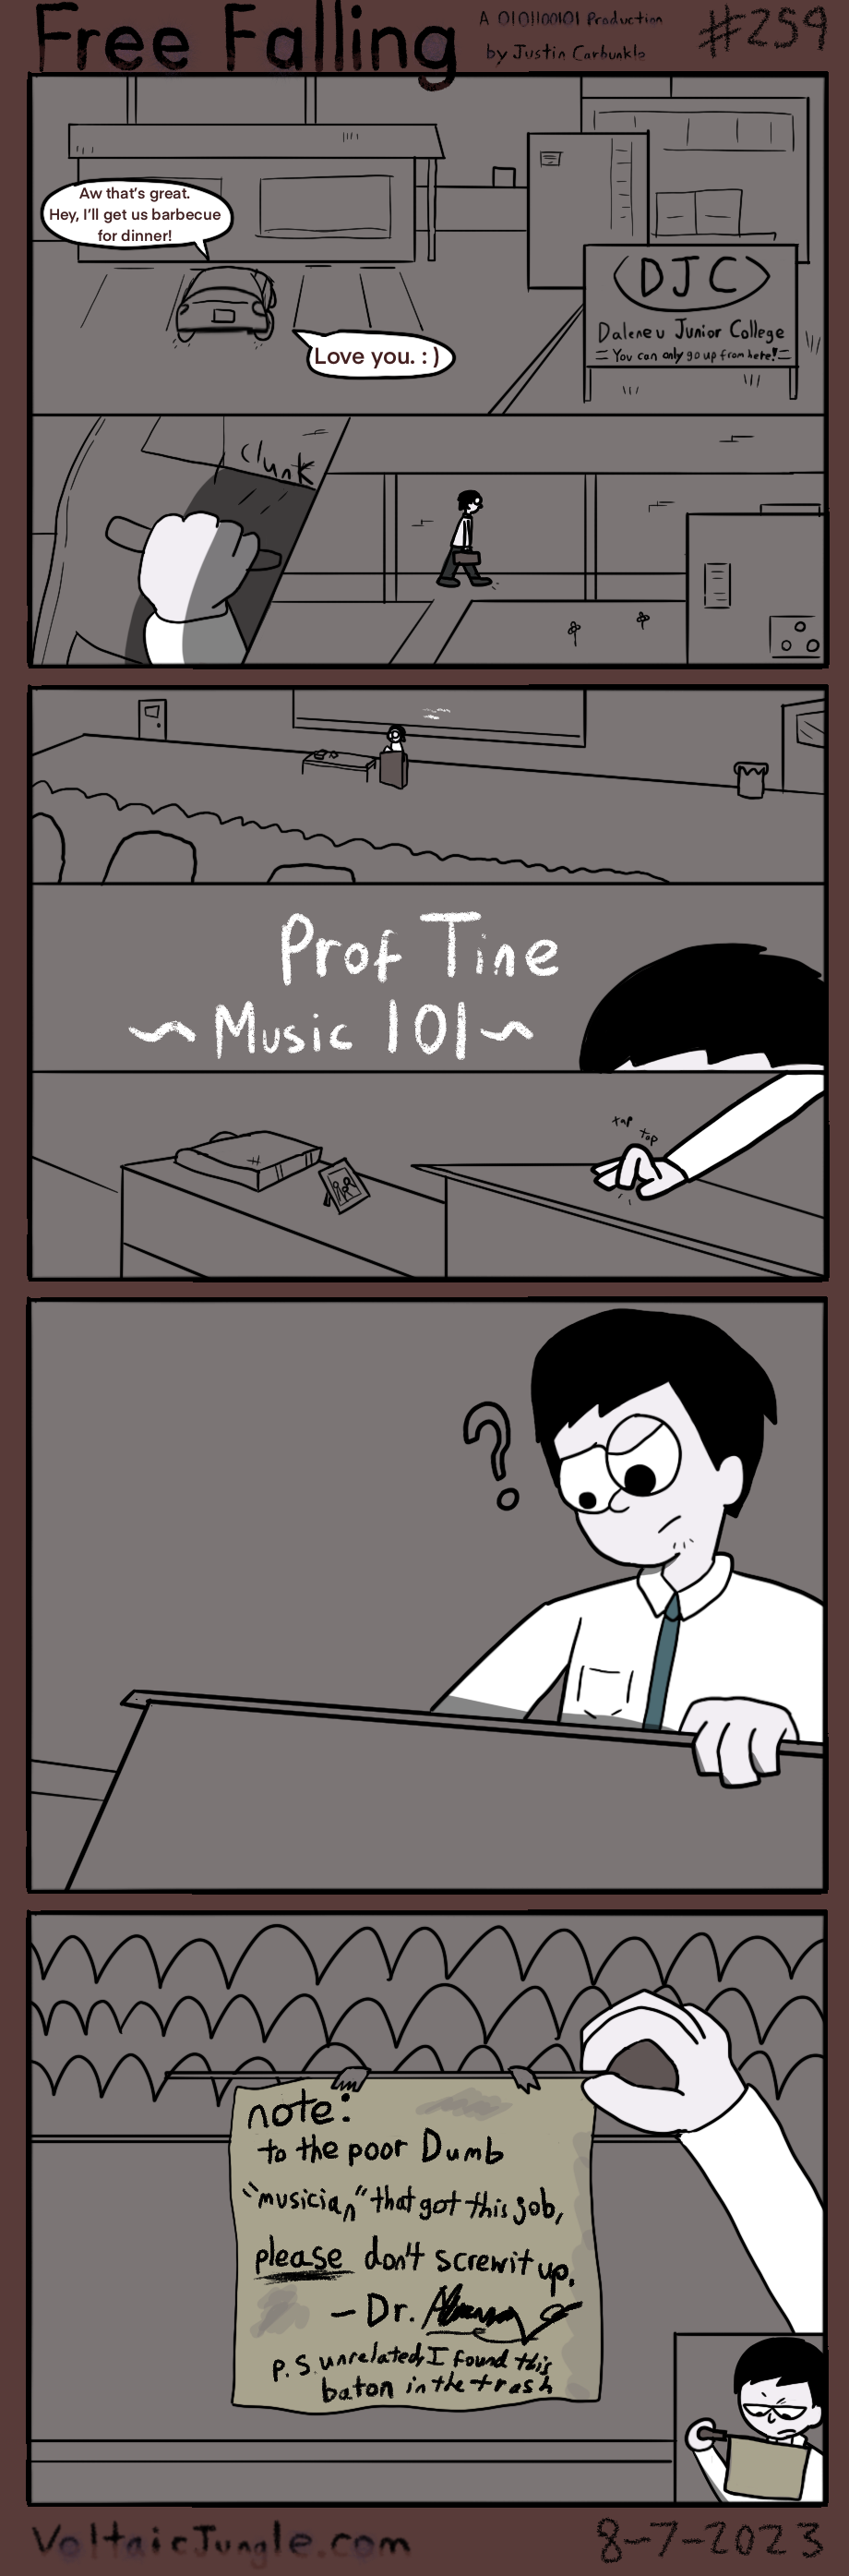 Free Falling
A 0101100101 Production
by Justin Carbunkle
#259
Aw that's great.
Hey, I'll get us barbecue
for dinner!
Love you. : )
<DJC>
Daleneu Junior College
=You can only go up from here!=
clunk
Prof Tine
~Music 101~
tap
tap
?
note:
to the poor Dumb
"musician" that got this job,
please don't screw it up.
- Dr.
P.S. unrelated, I found this
baton in the trash
VoltaicJungle.com
8-7-2023